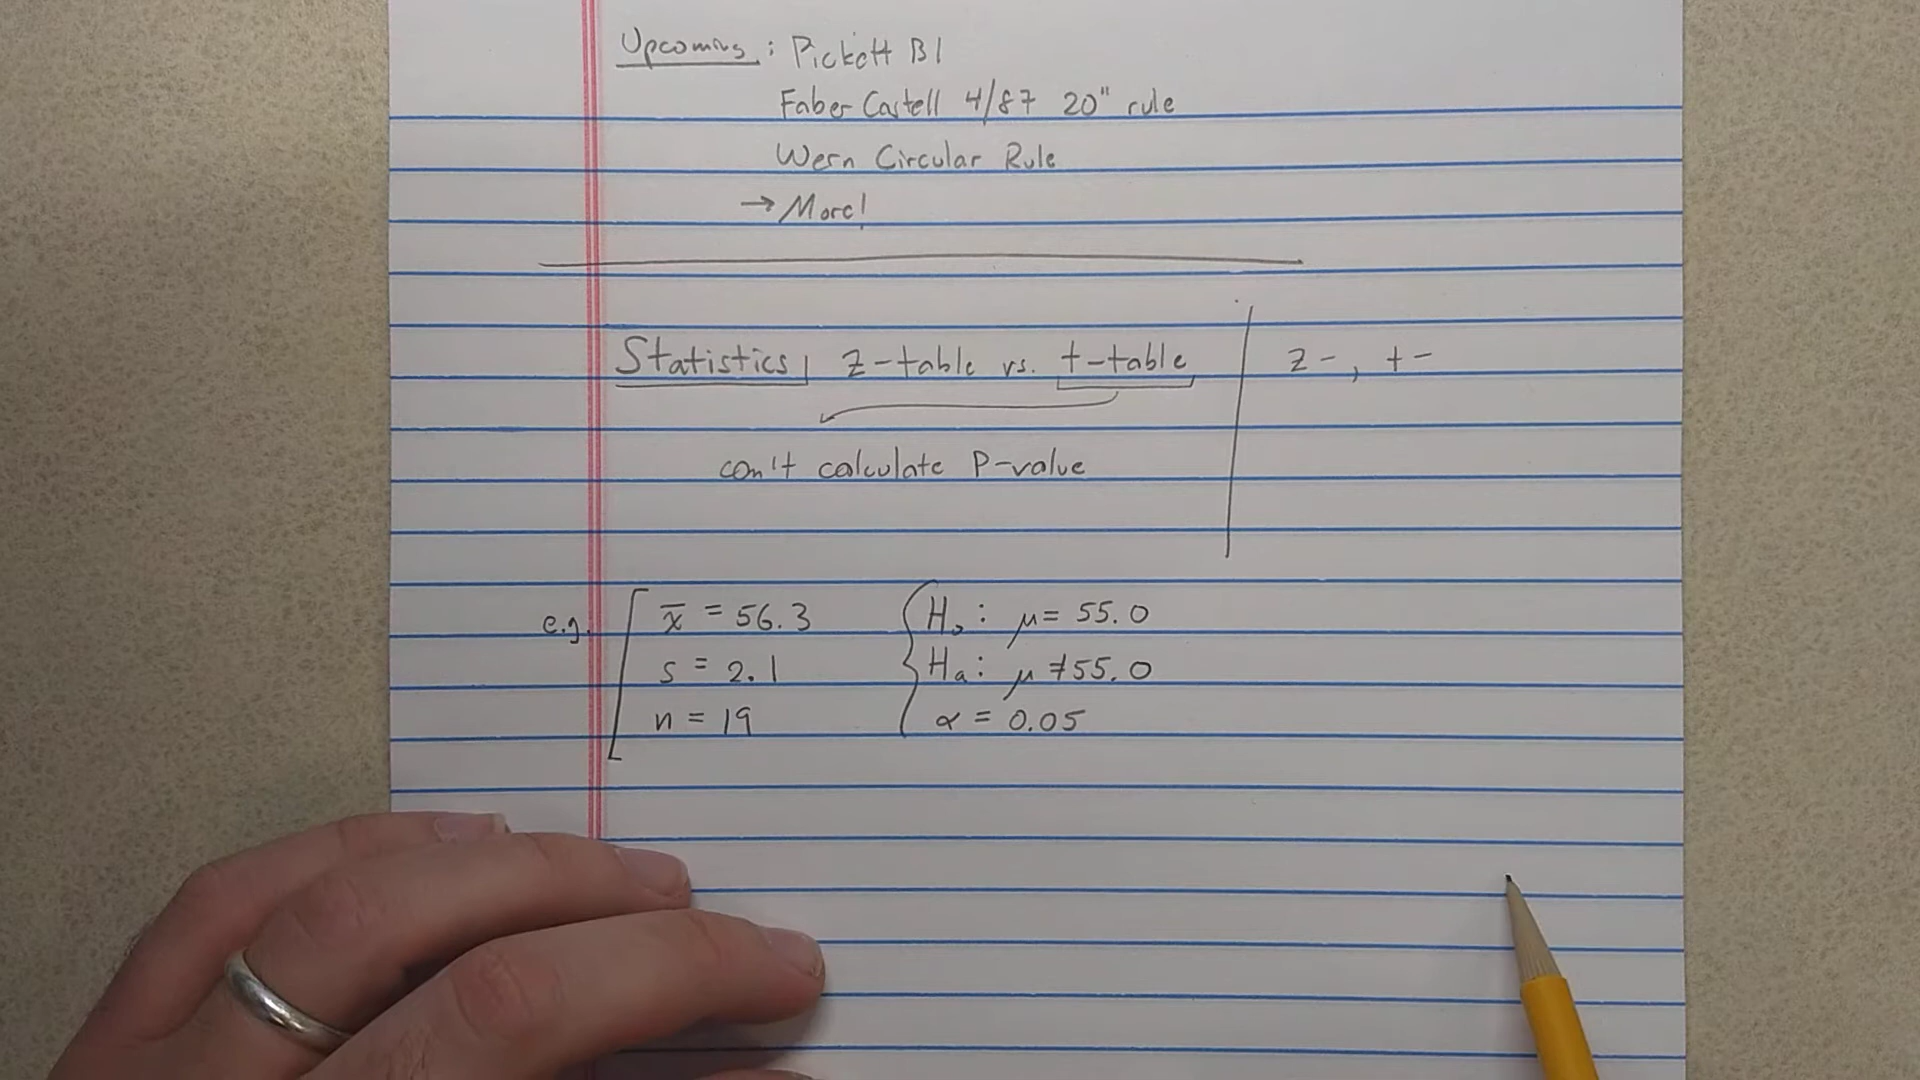 Upcoming: Pickett B1
Faber Castell 4/87 20" rule
Wern Circular Rule
→ More!
Statistics z-table vs. t-table
z-, t-
can't calculate P-value
e.g. x̄ = 56.3
s = 2.1
n = 19
H₀: μ = 55.0
Hₐ: μ ≠ 55.0
α = 0.05